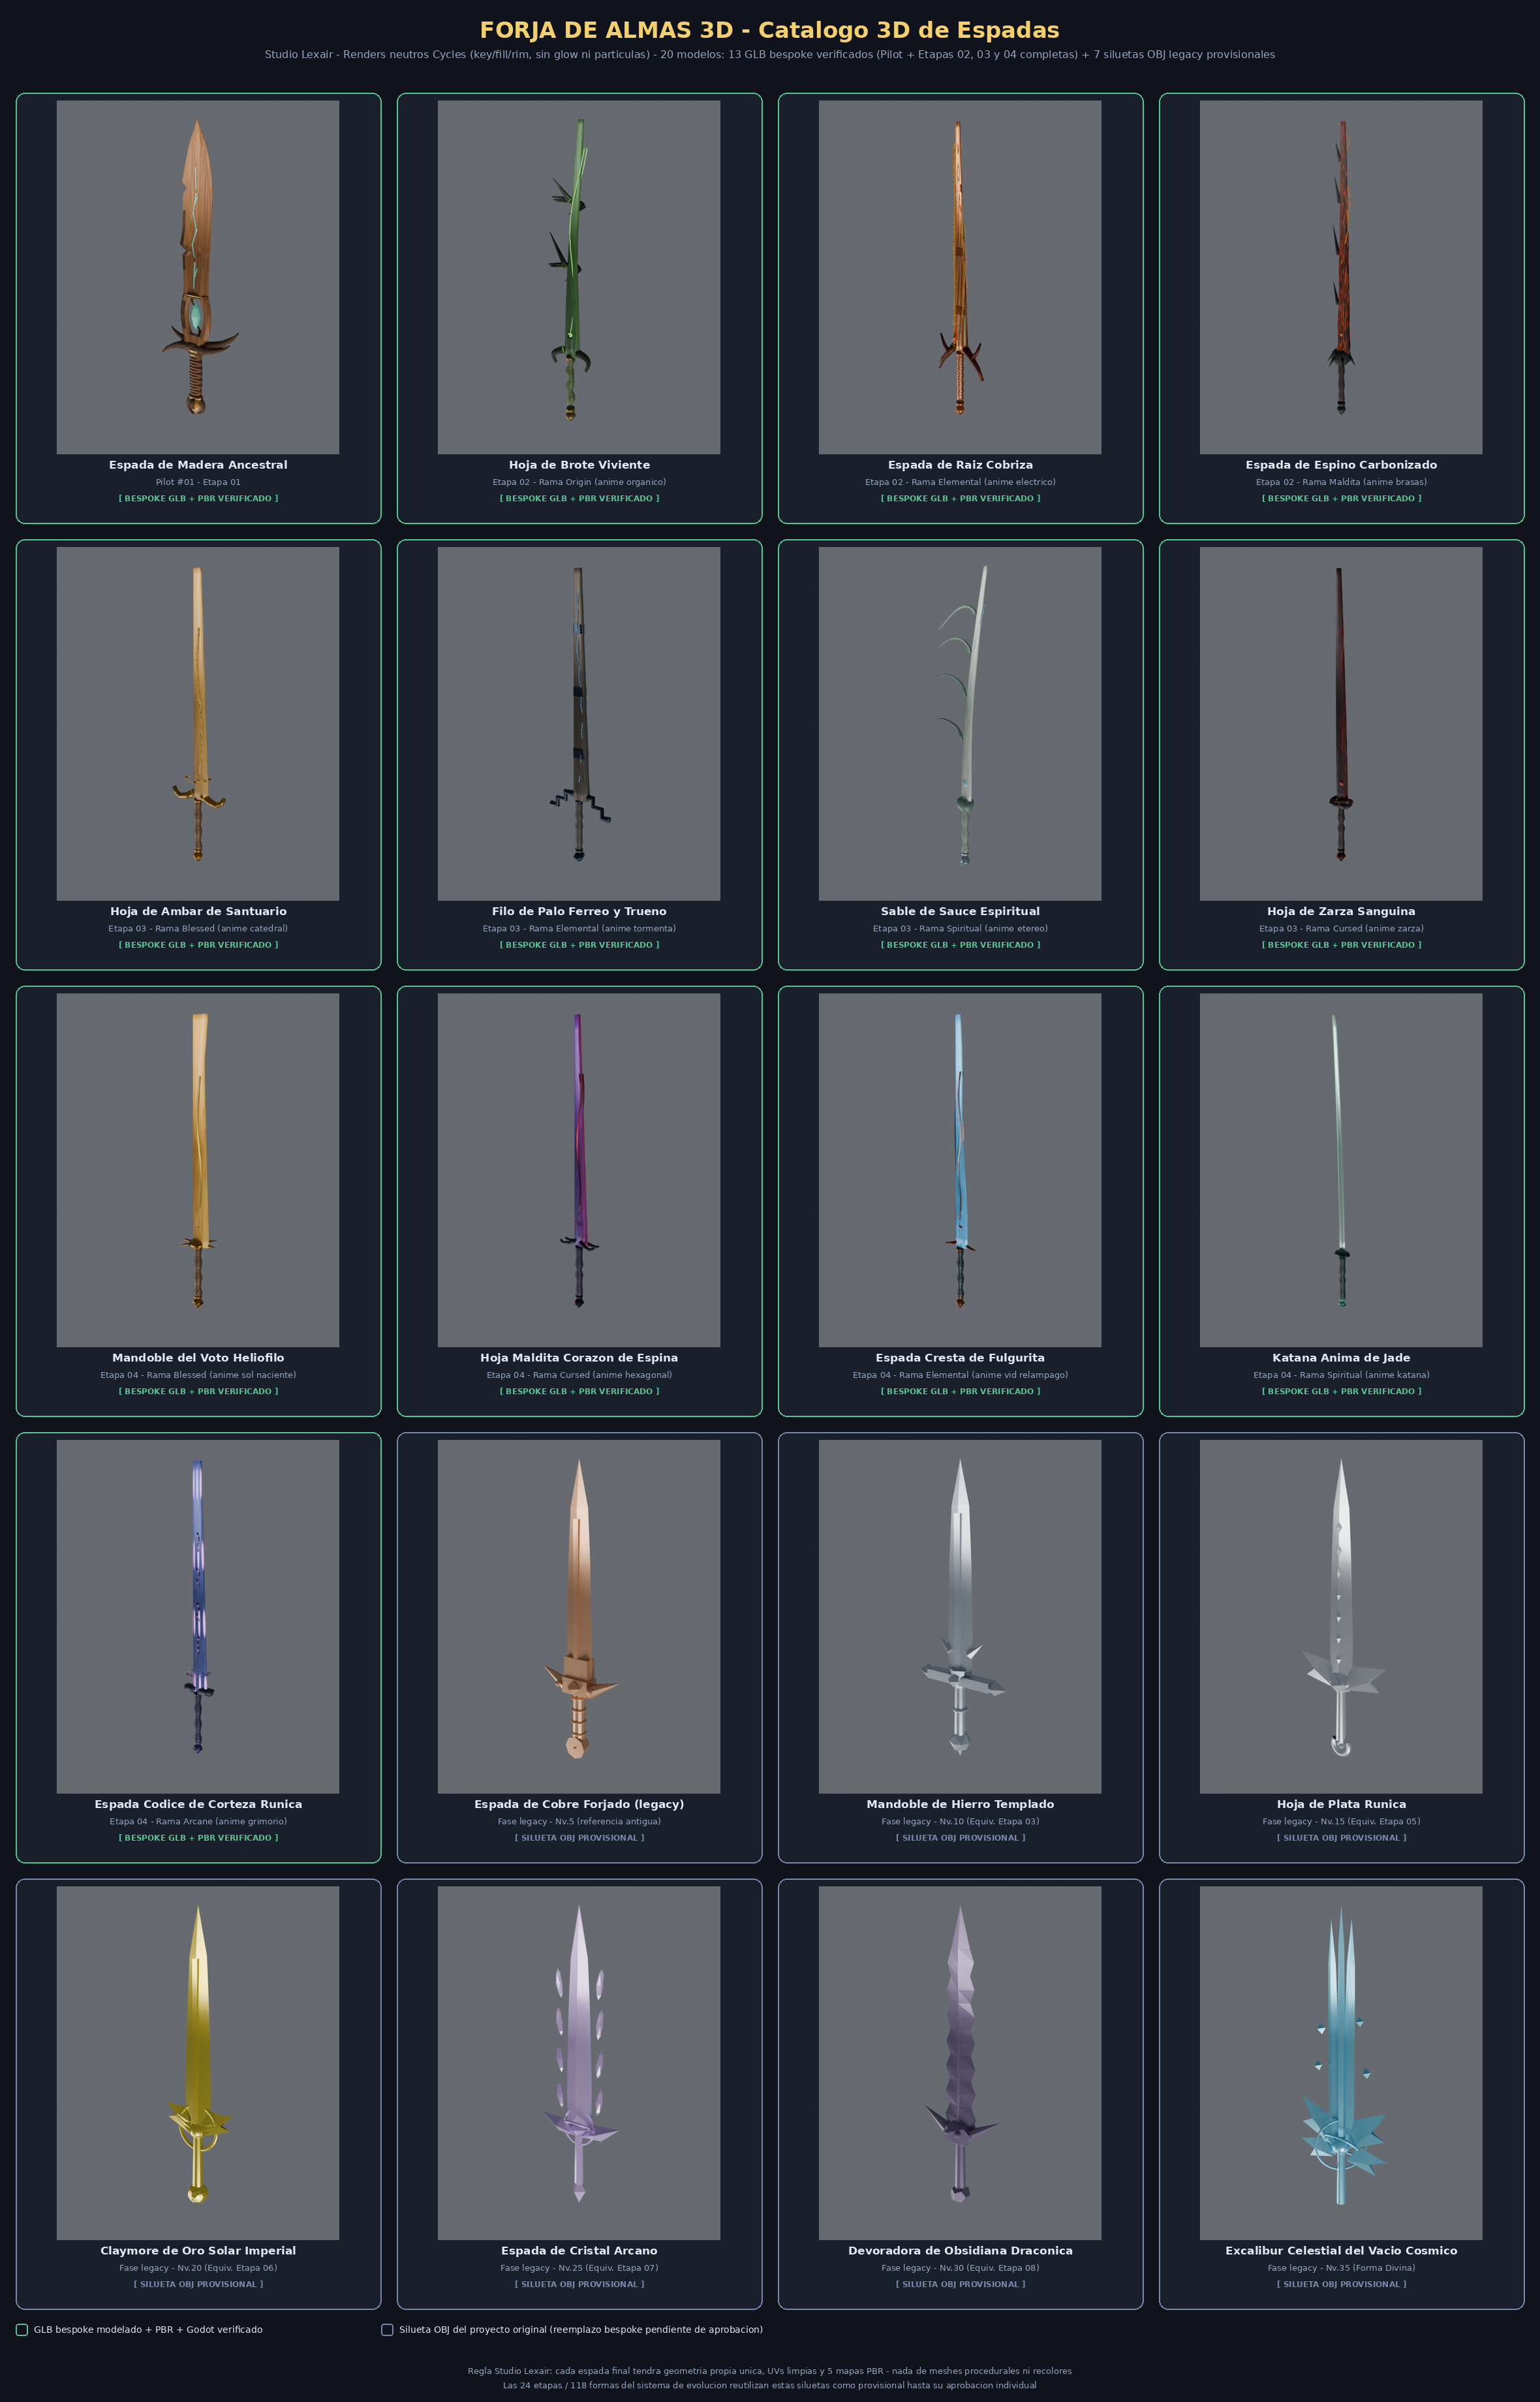 FORJA DE ALMAS 3D - Catalogo 3D de Espadas
Studio Lexair - Renders neutros Cycles (key/fill/rim, sin glow ni particulas) - 20 modelos: 13 GLB bespoke verificados (Pilot + Etapas 02, 03 y 04 completas) + 7 siluetas OBJ legacy provisionales
Espada de Madera Ancestral
Pilot #01 - Etapa 01
[ BESPOKE GLB + PBR VERIFICADO ]
Hoja de Brote Viviente
Etapa 02 - Rama Origin (anime organico)
[ BESPOKE GLB + PBR VERIFICADO ]
Espada de Raiz Cobriza
Etapa 02 - Rama Elemental (anime electrico)
[ BESPOKE GLB + PBR VERIFICADO ]
Espada de Espino Carbonizado
Etapa 02 - Rama Maldita (anime brasas)
[ BESPOKE GLB + PBR VERIFICADO ]
Hoja de Ambar de Santuario
Etapa 03 - Rama Blessed (anime catedral)
[ BESPOKE GLB + PBR VERIFICADO ]
Filo de Palo Ferreo y Trueno
Etapa 03 - Rama Elemental (anime tormenta)
[ BESPOKE GLB + PBR VERIFICADO ]
Sable de Sauce Espiritual
Etapa 03 - Rama Spiritual (anime etereo)
[ BESPOKE GLB + PBR VERIFICADO ]
Hoja de Zarza Sanguina
Etapa 03 - Rama Cursed (anime zarza)
[ BESPOKE GLB + PBR VERIFICADO ]
Mandoble del Voto Heliofilo
Etapa 04 - Rama Blessed (anime sol naciente)
[ BESPOKE GLB + PBR VERIFICADO ]
Hoja Maldita Corazon de Espina
Etapa 04 - Rama Cursed (anime hexagonal)
[ BESPOKE GLB + PBR VERIFICADO ]
Espada Cresta de Fulgurita
Etapa 04 - Rama Elemental (anime vid relampago)
[ BESPOKE GLB + PBR VERIFICADO ]
Katana Anima de Jade
Etapa 04 - Rama Spiritual (anime katana)
[ BESPOKE GLB + PBR VERIFICADO ]
Espada Codice de Corteza Runica
Etapa 04 - Rama Arcane (anime grimorio)
[ BESPOKE GLB + PBR VERIFICADO ]
Espada de Cobre Forjado (legacy)
Fase legacy - Nv.5 (referencia antigua)
[ SILUETA OBJ PROVISIONAL ]
Mandoble de Hierro Templado
Fase legacy - Nv.10 (Equiv. Etapa 03)
[ SILUETA OBJ PROVISIONAL ]
Hoja de Plata Runica
Fase legacy - Nv.15 (Equiv. Etapa 05)
[ SILUETA OBJ PROVISIONAL ]
Claymore de Oro Solar Imperial
Fase legacy - Nv.20 (Equiv. Etapa 06)
[ SILUETA OBJ PROVISIONAL ]
Espada de Cristal Arcano
Fase legacy - Nv.25 (Equiv. Etapa 07)
[ SILUETA OBJ PROVISIONAL ]
Devoradora de Obsidiana Draconica
Fase legacy - Nv.30 (Equiv. Etapa 08)
[ SILUETA OBJ PROVISIONAL ]
Excalibur Celestial del Vacio Cosmico
Fase legacy - Nv.35 (Forma Divina)
[ SILUETA OBJ PROVISIONAL ]
GLB bespoke modelado + PBR + Godot verificado
Silueta OBJ del proyecto original (reemplazo bespoke pendiente de aprobacion)
Regla Studio Lexair: cada espada final tendra geometria propia unica, UVs limpias y 5 mapas PBR - nada de meshes procedurales ni recolores
Las 24 etapas / 118 formas del sistema de evolucion reutilizan estas siluetas como provisional hasta su aprobacion individual